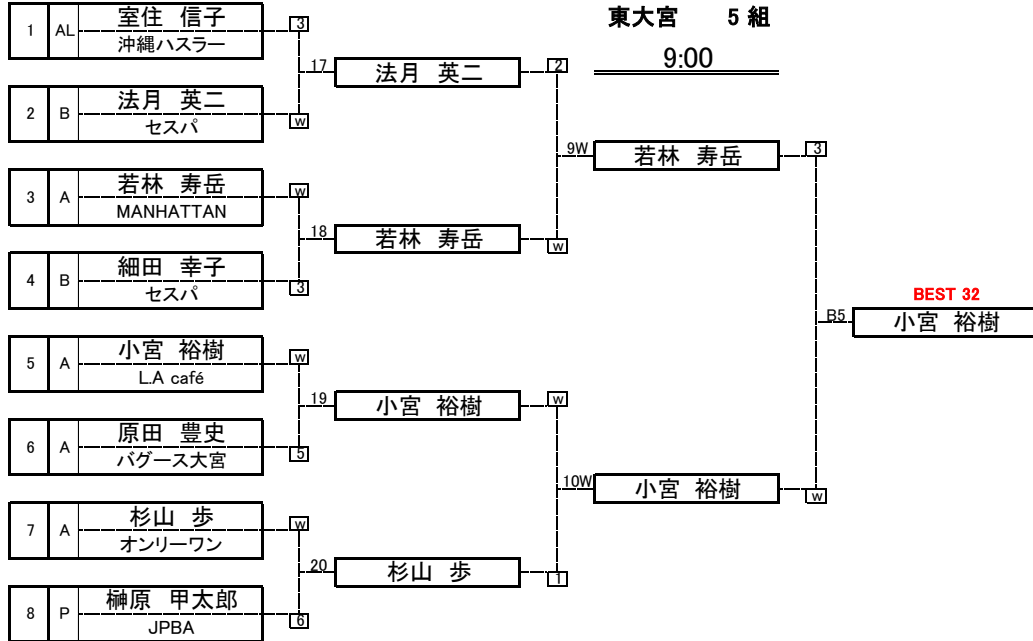 東大宮 5 組
9:00
1 AL 室住 信子 3
沖縄ハスラー
17 法月 英二 2
2 B 法月 英二 w
セスパ
9W 若林 寿岳 3
3 A 若林 寿岳 w
MANHATTAN
18 若林 寿岳 w
4 B 細田 幸子 3
セスパ
BEST 32
B5 小宮 裕樹
5 A 小宮 裕樹 w
L.A café
19 小宮 裕樹 w
6 A 原田 豊史 5
バグース大宮
10W 小宮 裕樹 w
7 A 杉山 歩 w
オンリーワン
20 杉山 歩 1
8 P 榊原 甲太郎 6
JPBA